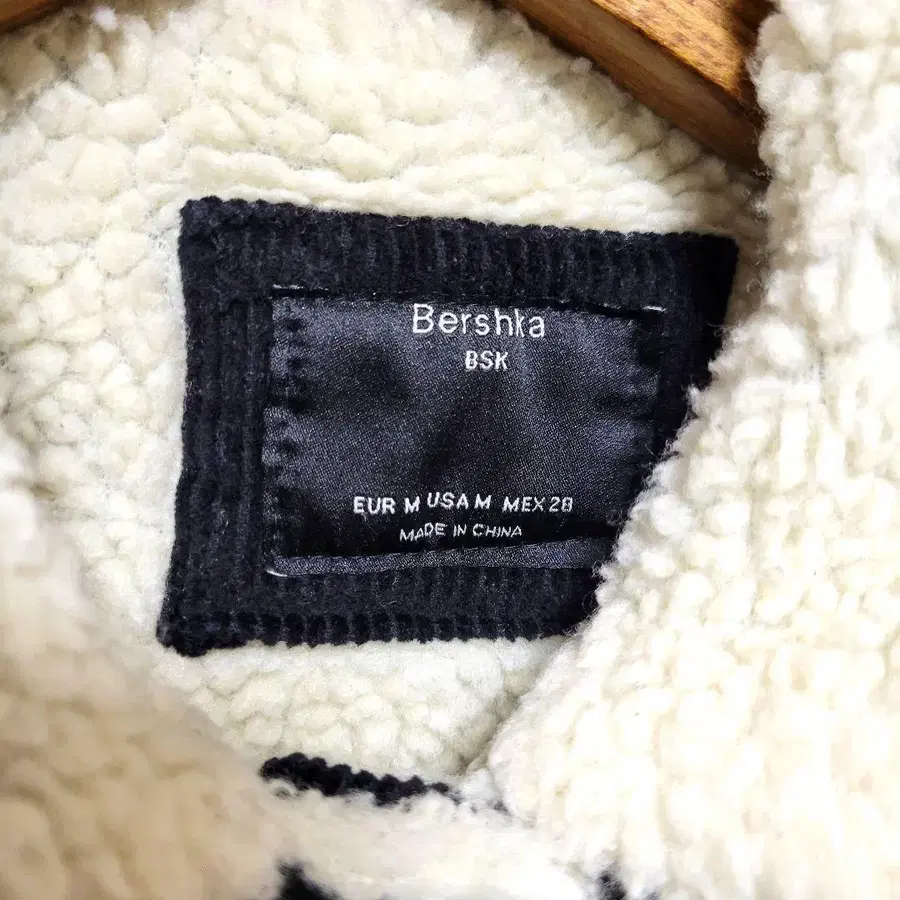 Bershka
BSK
EUR M USA M MEX 28
MADE IN CHINA